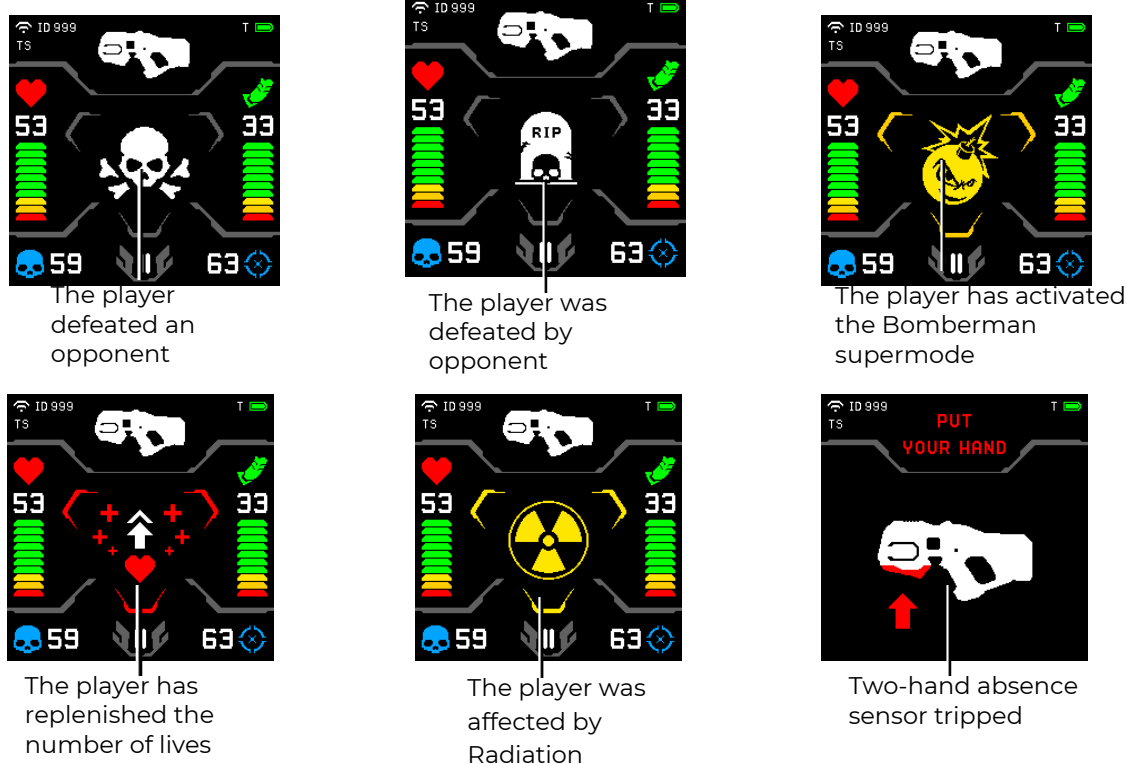 ID 999
T
TS
53
33
59
63
The player
defeated an
opponent
ID 999
T
TS
53
33
RIP
59
63
The player was
defeated by
opponent
ID 999
T
TS
53
33
59
63
The player has activated
the Bomberman
supermode
ID 999
T
TS
53
33
59
63
The player has
replenished the
number of lives
ID 999
T
TS
53
33
59
63
The player was
affected by
Radiation
ID 999
T
TS
PUT
YOUR HAND
Two-hand absence
sensor tripped